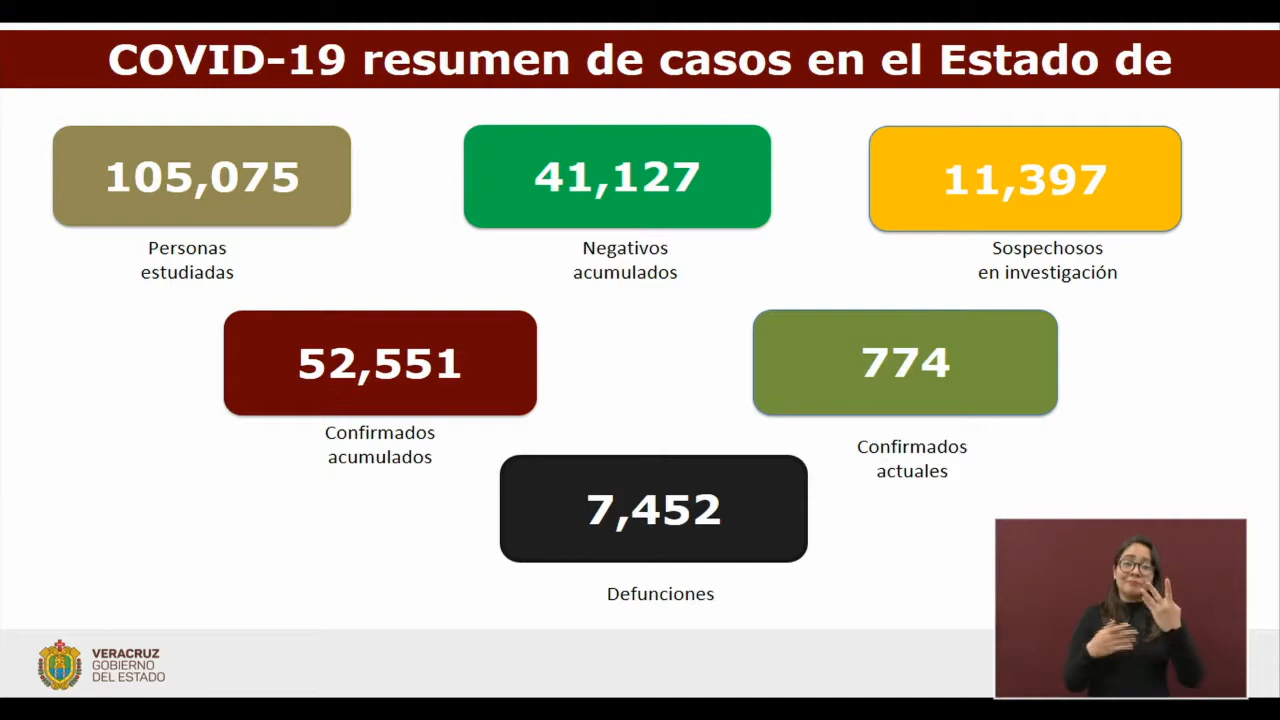 COVID-19 resumen de casos en el Estado de
105,075
Personas
estudiadas
41,127
Negativos
acumulados
11,397
Sospechosos
en investigación
52,551
Confirmados
acumulados
774
Confirmados
actuales
7,452
Defunciones
VERACRUZ
GOBIERNO
DEL ESTADO